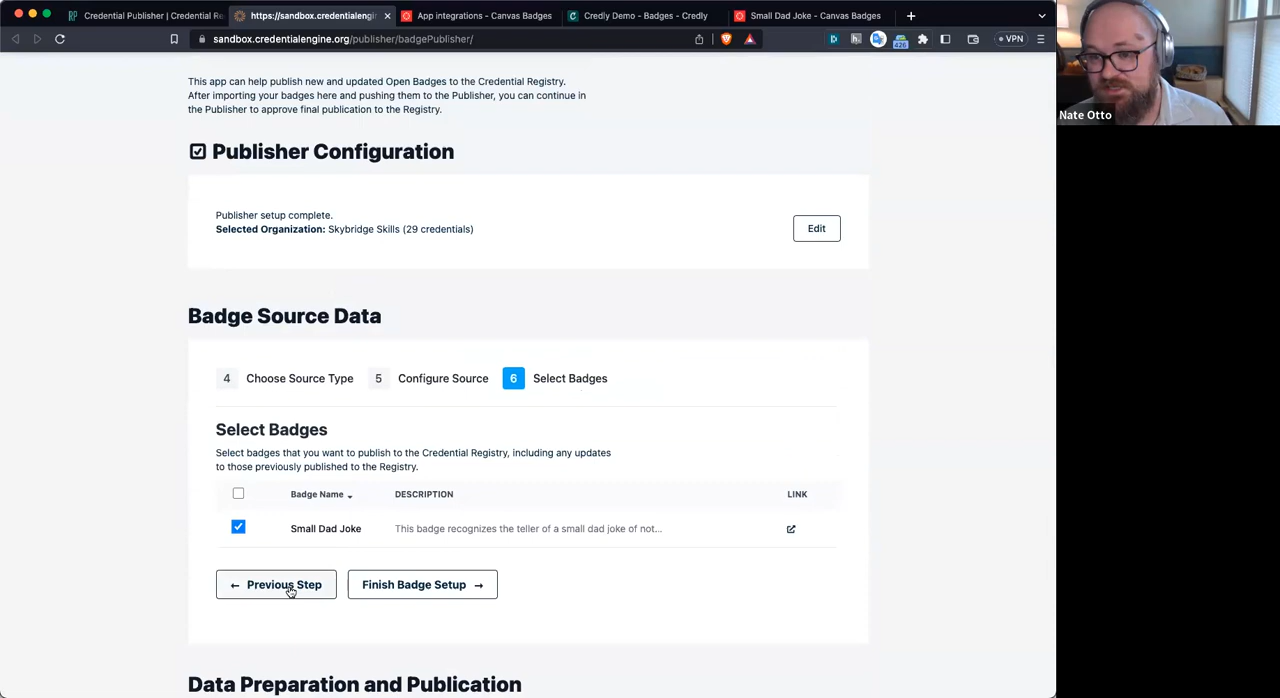 Credential Publisher | Credential Re
https://sandbox.credentialengin
App integrations - Canvas Badges
Credly Demo - Badges - Credly
Small Dad Joke - Canvas Badges
sandbox.credentialengine.org/publisher/badgePublisher/
426
VPN
Nate Otto
This app can help publish new and updated Open Badges to the Credential Registry.
After importing your badges here and pushing them to the Publisher, you can continue in
the Publisher to approve final publication to the Registry.
Publisher Configuration
Publisher setup complete.
Selected Organization: Skybridge Skills (29 credentials)
Edit
Badge Source Data
4 Choose Source Type 5 Configure Source 6 Select Badges
Select Badges
Select badges that you want to publish to the Credential Registry, including any updates
to those previously published to the Registry.
Badge Name DESCRIPTION LINK
Small Dad Joke This badge recognizes the teller of a small dad joke of not...
← Previous Step Finish Badge Setup →
Data Preparation and Publication